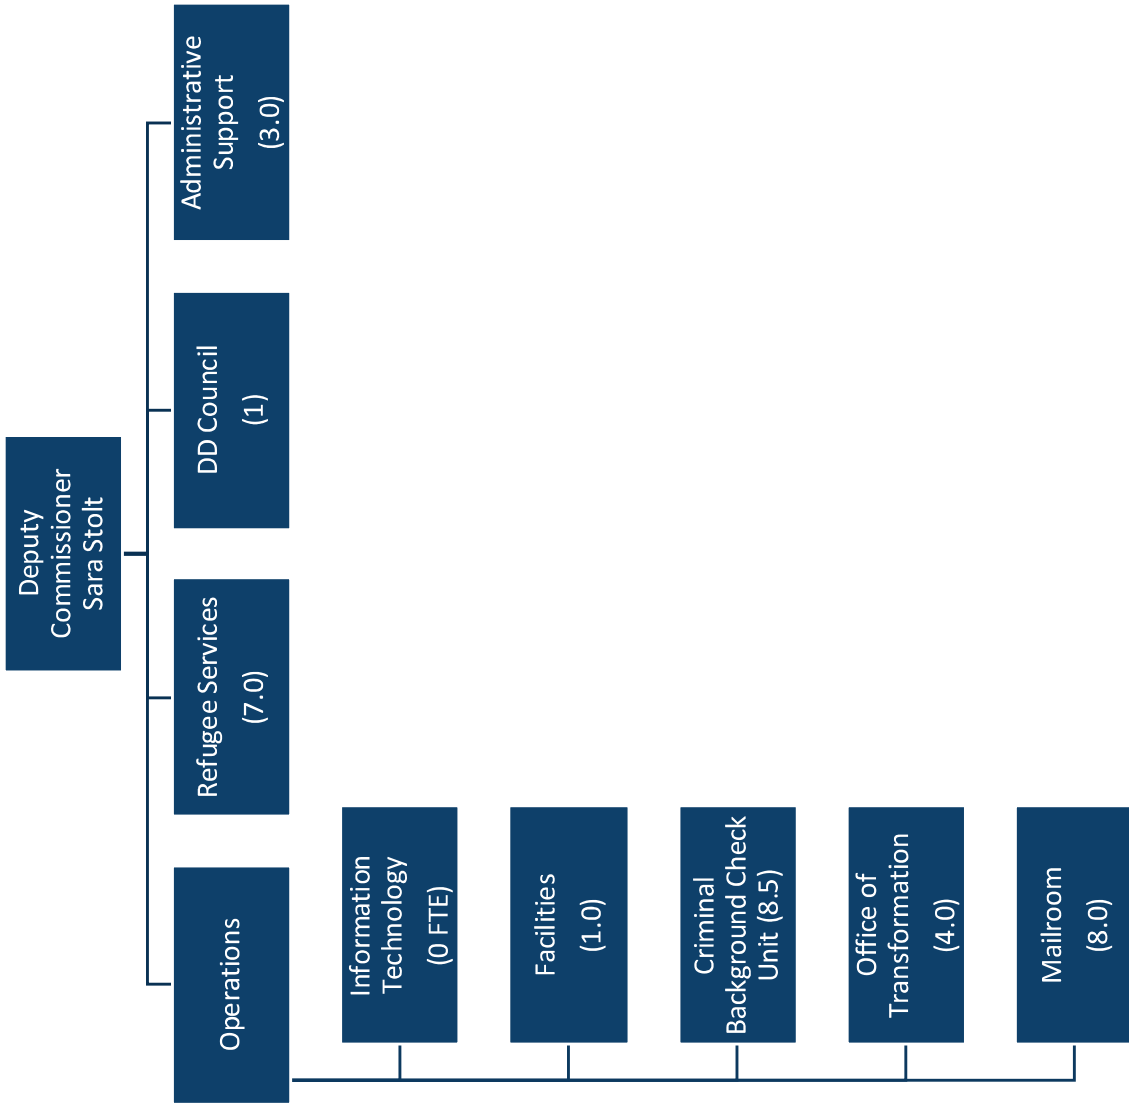 Deputy
Commissioner
Sara Stolt
Operations
Refugee Services
(7.0)
DD Council
(1)
Administrative
Support
(3.0)
Information
Technology
(0 FTE)
Facilities
(1.0)
Criminal
Background Check
Unit (8.5)
Office of
Transformation
(4.0)
Mailroom
(8.0)